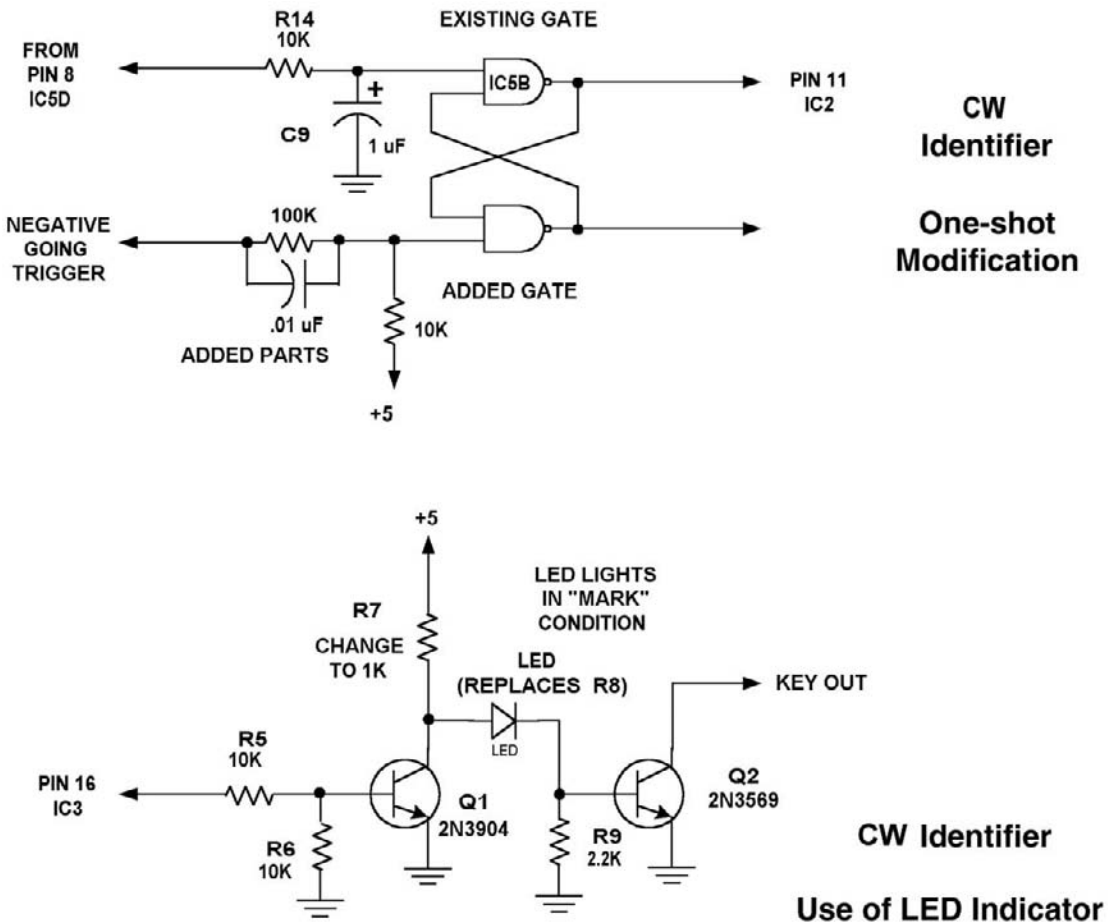 R14
10K
EXISTING GATE
FROM
PIN 8
IC5D
IC5B
PIN 11
IC2
+
C9
1 uF
CW
Identifier
One-shot
Modification
NEGATIVE
GOING
TRIGGER
100K
.01 uF
ADDED PARTS
ADDED GATE
10K
+5
+5
LED LIGHTS
IN "MARK"
CONDITION
R7
CHANGE
TO 1K
LED
(REPLACES R8)
LED
KEY OUT
R5
10K
PIN 16
IC3
Q1
2N3904
Q2
2N3569
R6
10K
R9
2.2K
CW Identifier
Use of LED Indicator